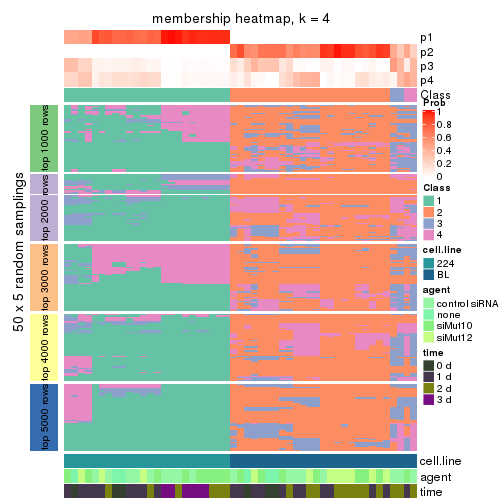 membership heatmap, k = 4
p1
p2
p3
p4
Class
Prob
1
0.8
0.6
0.4
0.2
0
Class
1
2
3
4
cell.line
224
BL
agent
control siRNA
none
siMut10
siMut12
time
0 d
1 d
2 d
3 d
50 x 5 random samplings
top 1000 rows
top 2000 rows
top 3000 rows
top 4000 rows
top 5000 rows
cell.line
agent
time